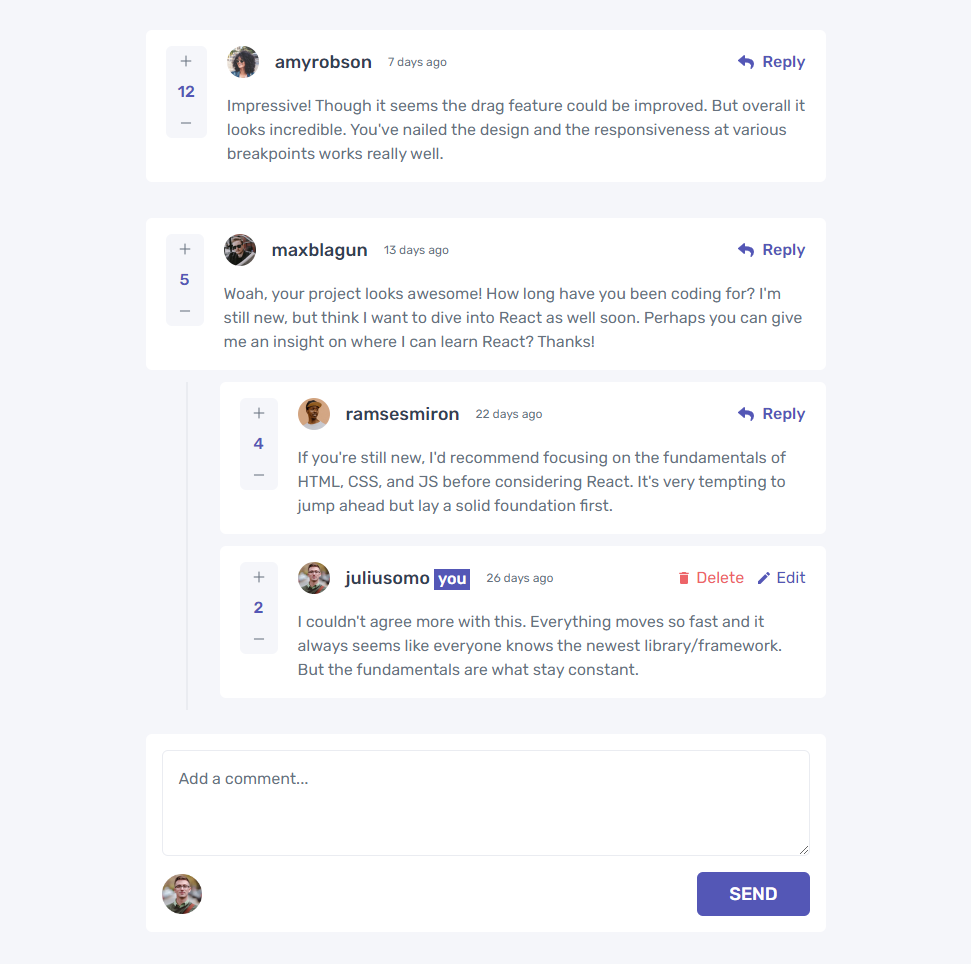 +
amyrobson 7 days ago Reply
12
−
Impressive! Though it seems the drag feature could be improved. But overall it
looks incredible. You've nailed the design and the responsiveness at various
breakpoints works really well.
+
maxblagun 13 days ago Reply
5
−
Woah, your project looks awesome! How long have you been coding for? I'm
still new, but think I want to dive into React as well soon. Perhaps you can give
me an insight on where I can learn React? Thanks!
+
ramsesmiron 22 days ago Reply
4
−
If you're still new, I'd recommend focusing on the fundamentals of
HTML, CSS, and JS before considering React. It's very tempting to
jump ahead but lay a solid foundation first.
+
juliusomo you 26 days ago Delete Edit
2
−
I couldn't agree more with this. Everything moves so fast and it
always seems like everyone knows the newest library/framework.
But the fundamentals are what stay constant.
Add a comment...
SEND